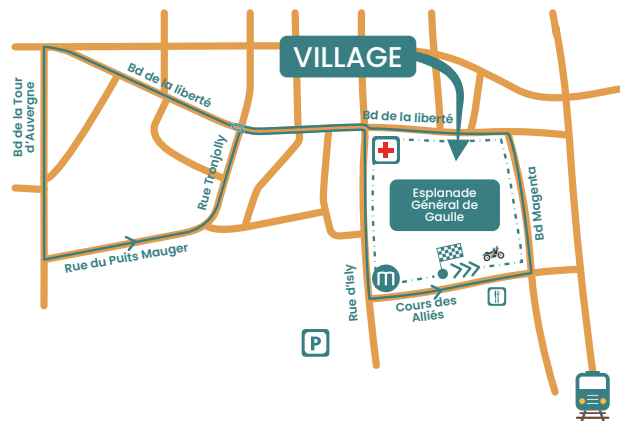 VILLAGE
Bd de la Tour
d'Auvergne
Bd de la liberté
Bd de la liberté
Rue Tronjolly
Esplanade
Général de
Gaulle
Bd Magenta
Rue du Puits Mauger
Rue d'Isly
m
Cours des
Alliés
P